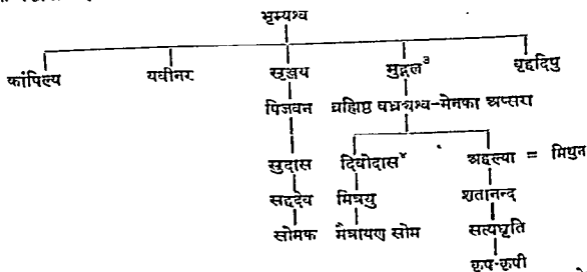 भृम्यश्व
कांपिल्य यवीनर सृञ्जय मुद्गल³ बृहदिषु
पिजवन ब्रह्मिष्ठ वध्र्यश्व-मेनका अप्सरा
सुदास दिवोदास⁴ अहल्या = मिथुन
सहदेव मित्रयु शतानन्द
सोमक मैत्रायण सोम सत्यधृति
कृप-कृपी